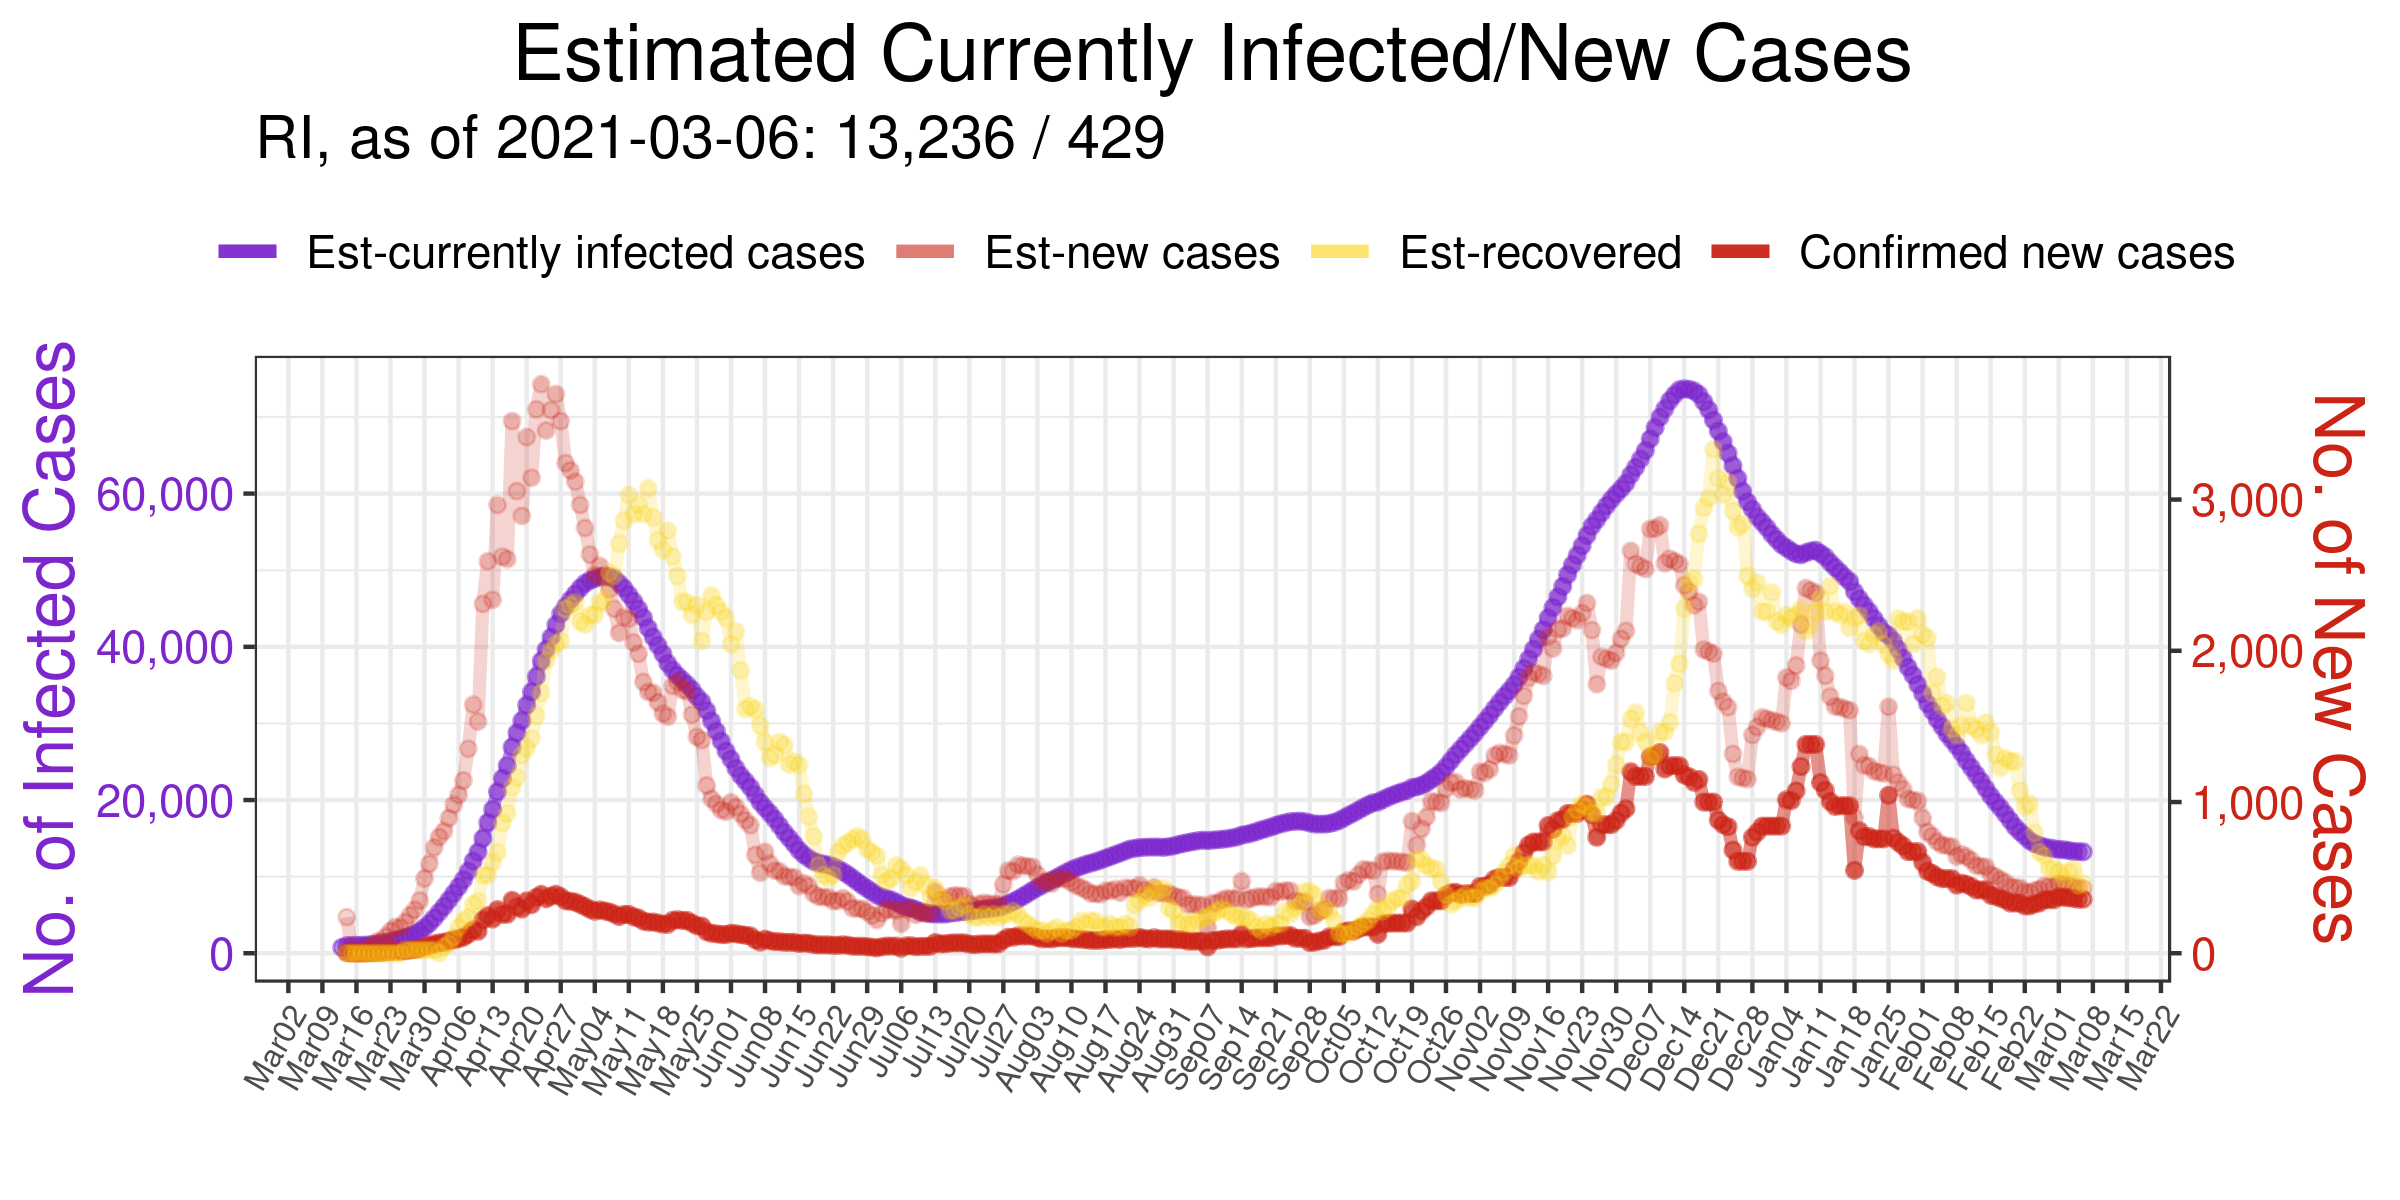 Estimated Currently Infected/New Cases
RI, as of 2021-03-06: 13,236 / 429
Est-currently infected cases Est-new cases Est-recovered Confirmed new cases
No. of Infected Cases
60,000
40,000
20,000
0
3,000
2,000
1,000
0
No. of New Cases
Mar02 Mar09 Mar16 Mar23 Mar30 Apr06 Apr13 Apr20 Apr27 May04 May11 May18 May25 Jun01 Jun08 Jun15 Jun22 Jun29 Jul06 Jul13 Jul20 Jul27 Aug03 Aug10 Aug17 Aug24 Aug31 Sep07 Sep14 Sep21 Sep28 Oct05 Oct12 Oct19 Oct26 Nov02 Nov09 Nov16 Nov23 Nov30 Dec07 Dec14 Dec21 Dec28 Jan04 Jan11 Jan18 Jan25 Feb01 Feb08 Feb15 Feb22 Mar01 Mar08 Mar15 Mar22